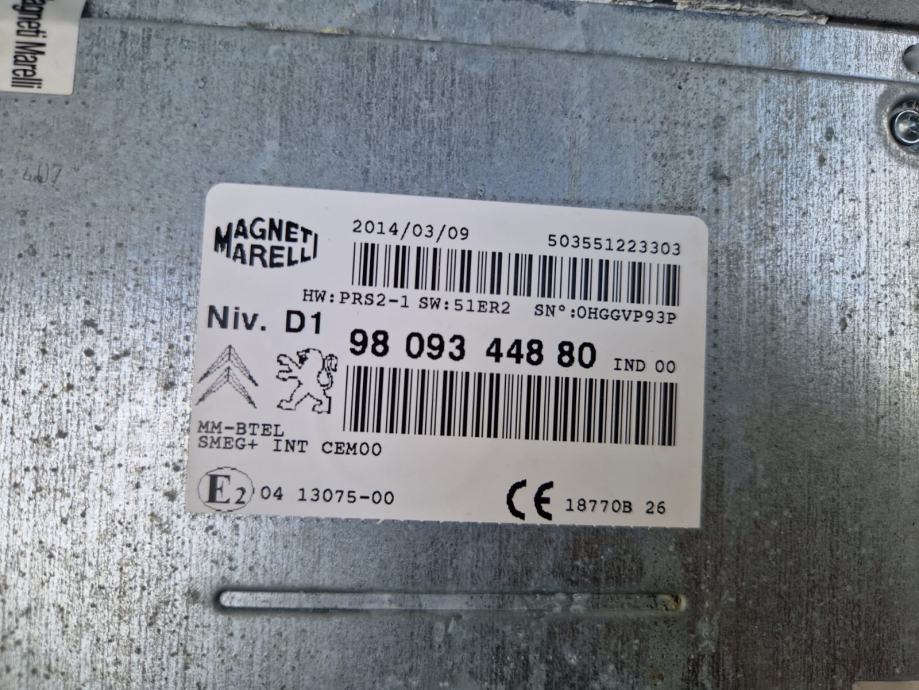 agneti Marelli
407
MAGNETI
MARELLI
2014/03/09 503551223303
HW:PRS2-1 SW:51ER2 SN°:0HGGVP93P
Niv. D1
98 093 448 80 IND 00
MM-BTEL
SMEG+ INT CEM00
E2 04 13075-00
CE 18770B 26